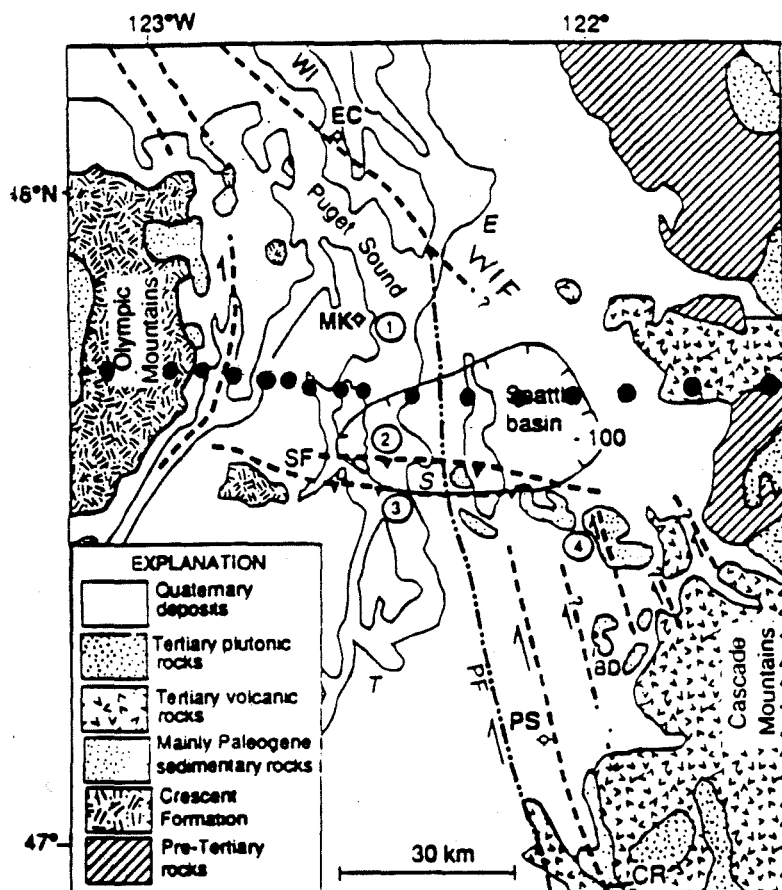 123°W
122°
WI
EC
48°N
Puget Sound
E
WIF
?
Olympic
Mountains
MK
1
Seattle
basin
- 100
2
SF
S
3
4
EXPLANATION
Quaternary
deposits
Tertiary plutonic
rocks
Tertiary volcanic
rocks
Mainly Paleogene
sedimentary rocks
Crescent
Formation
Pre-Tertiary
rocks
T
PF
PS
BD
Cascade
Mountains
47°
30 km
CR